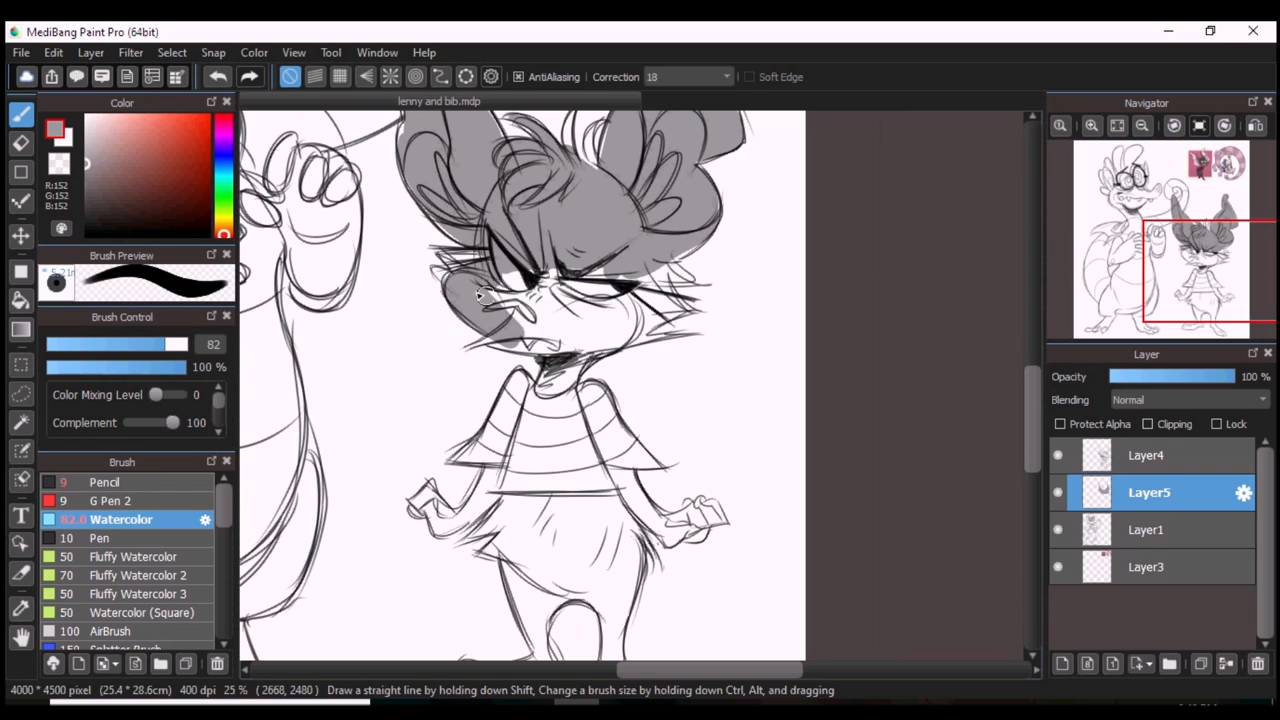 MediBang Paint Pro (64bit)
File Edit Layer Filter Select Snap Color View Tool Window Help
AntiAliasing Correction 18 Soft Edge
Color
lenny and bib.mdp
Navigator
R:152
G:152
B:152
Brush Preview
Brush Control
82
100 %
Color Mixing Level 0
Complement 100
Brush
9 Pencil
9 G Pen 2
82.0 Watercolor
10 Pen
50 Fluffy Watercolor
70 Fluffy Watercolor 2
50 Fluffy Watercolor 3
50 Watercolor (Square)
100 AirBrush
Layer
Opacity 100 %
Blending Normal
Protect Alpha Clipping Lock
Layer4
Layer5
Layer1
Layer3
4000 * 4500 pixel (25.4 * 28.6cm) 400 dpi 25 % ( 2668, 2480 ) Draw a straight line by holding down Shift, Change a brush size by holding down Ctrl, Alt, and dragging